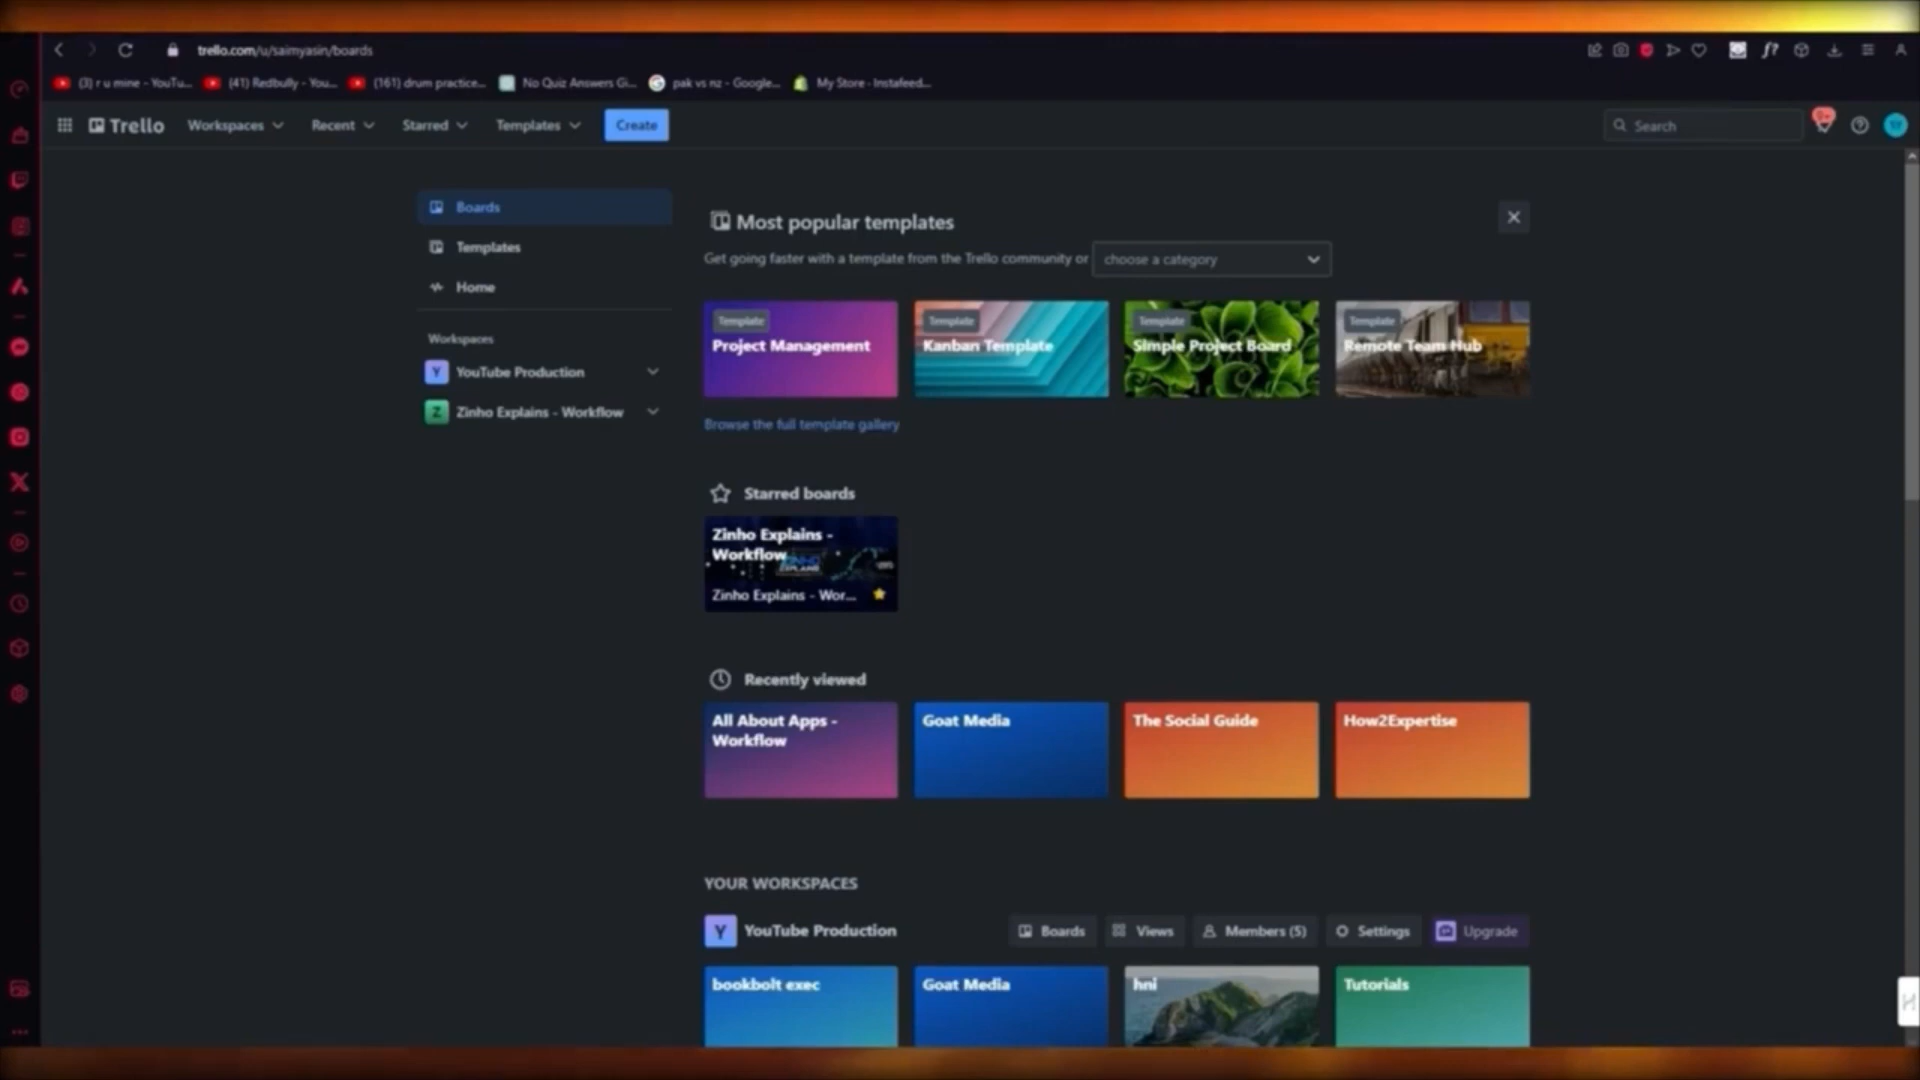 trello.com/u/saimyasin/boards
(3) r u mine - YouTu... (41) Redbully - You... (161) drum practice... No Quiz Answers Gi... pak vs nz - Google... My Store · Instafeed...
Trello Workspaces Recent Starred Templates Create Search 9+
Boards
Templates
Home
Workspaces
Y YouTube Production
Z Zinho Explains - Workflow
Most popular templates
Get going faster with a template from the Trello community or choose a category
Template Template Template Template
Project Management Kanban Template Simple Project Board Remote Team Hub
Browse the full template gallery
Starred boards
Zinho Explains -
Workflow
Zinho Explains - Wor...
Recently viewed
All About Apps - Goat Media The Social Guide How2Expertise
Workflow
YOUR WORKSPACES
Y YouTube Production Boards Views Members (5) Settings Upgrade
bookbolt exec Goat Media hni Tutorials